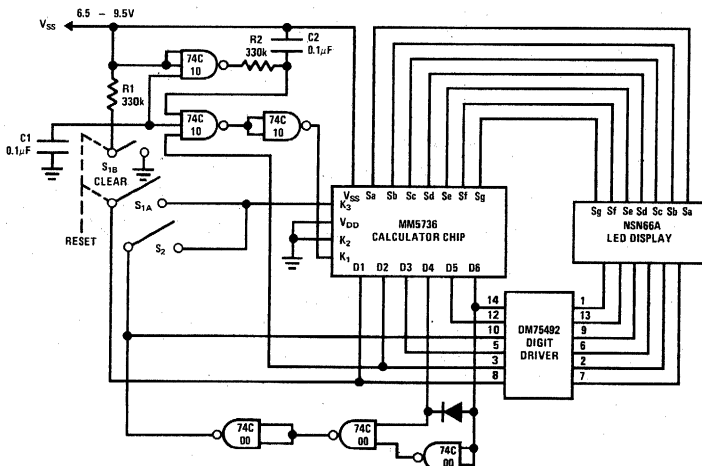 6.5 – 9.5V
VSS
R1
330k
74C
10
R2
330k
C2
0.1µF
74C
10
74C
10
C1
0.1µF
S1B
CLEAR
S1A
RESET
S2
VSS Sa Sb Sc Sd Se Sf Sg
K3
VDD
K2
K1
MM5736
CALCULATOR CHIP
D1 D2 D3 D4 D5 D6
Sg Sf Se Sd Sc Sb Sa
NSN66A
LED DISPLAY
14
12
10
5
3
8
DM75492
DIGIT
DRIVER
1
13
9
6
2
7
74C
00
74C
00
74C
00